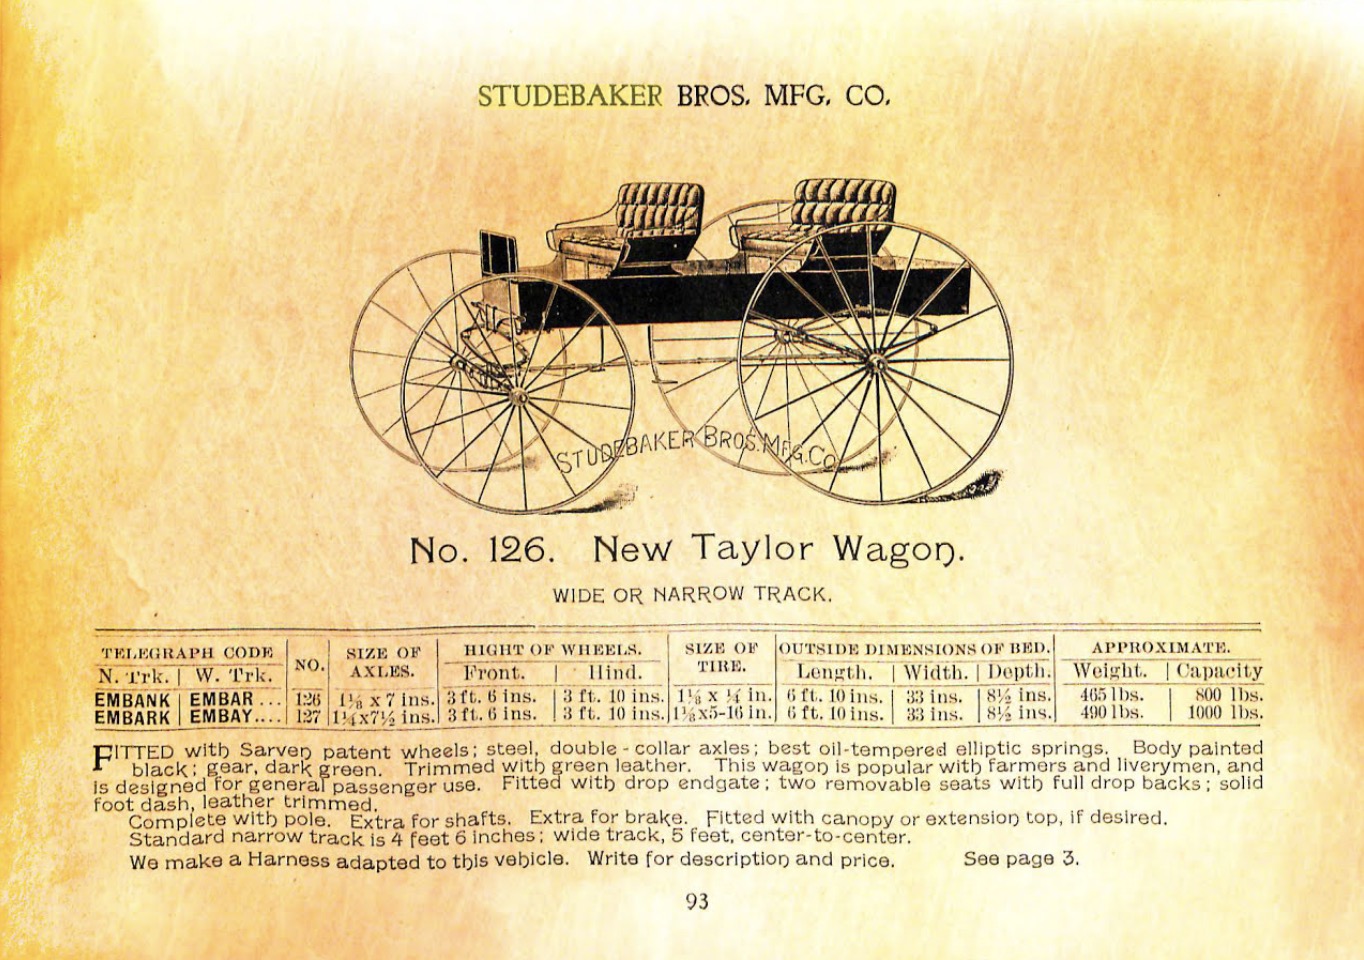 STUDEBAKER BROS. MFG. CO.
STUDEBAKER BROS. MFG. CO.
No. 126. New Taylor Wagon.
WIDE OR NARROW TRACK.
TELEGRAPH CODE | NO. | SIZE OF AXLES. | HIGHT OF WHEELS. | SIZE OF TIRE. | OUTSIDE DIMENSIONS OF BED. | APPROXIMATE.
N. Trk. | W. Trk. | Front. | Hind. | Length. | Width. | Depth. | Weight. | Capacity
EMBANK | EMBAR ... | 126 | 1⅛ x 7 ins. | 3 ft. 6 ins. | 3 ft. 10 ins. | 1⅛ x ¼ in. | 6 ft. 10 ins. | 33 ins. | 8½ ins. | 465 lbs. | 800 lbs.
EMBARK | EMBAY.... | 127 | 1¼x7½ ins. | 3 ft. 6 ins. | 3 ft. 10 ins. | 1⅛x5-16 in. | 6 ft. 10 ins. | 33 ins. | 8½ ins. | 490 lbs. | 1000 lbs.
FITTED with Sarven patent wheels; steel, double-collar axles; best oil-tempered elliptic springs. Body painted
black; gear, dark green. Trimmed with green leather. This wagon is popular with farmers and liverymen, and
is designed for general passenger use. Fitted with drop endgate; two removable seats with full drop backs; solid
foot dash, leather trimmed.
Complete with pole. Extra for shafts. Extra for brake. Fitted with canopy or extension top, if desired.
Standard narrow track is 4 feet 6 inches; wide track, 5 feet, center-to-center.
We make a Harness adapted to this vehicle. Write for description and price. See page 3.
93